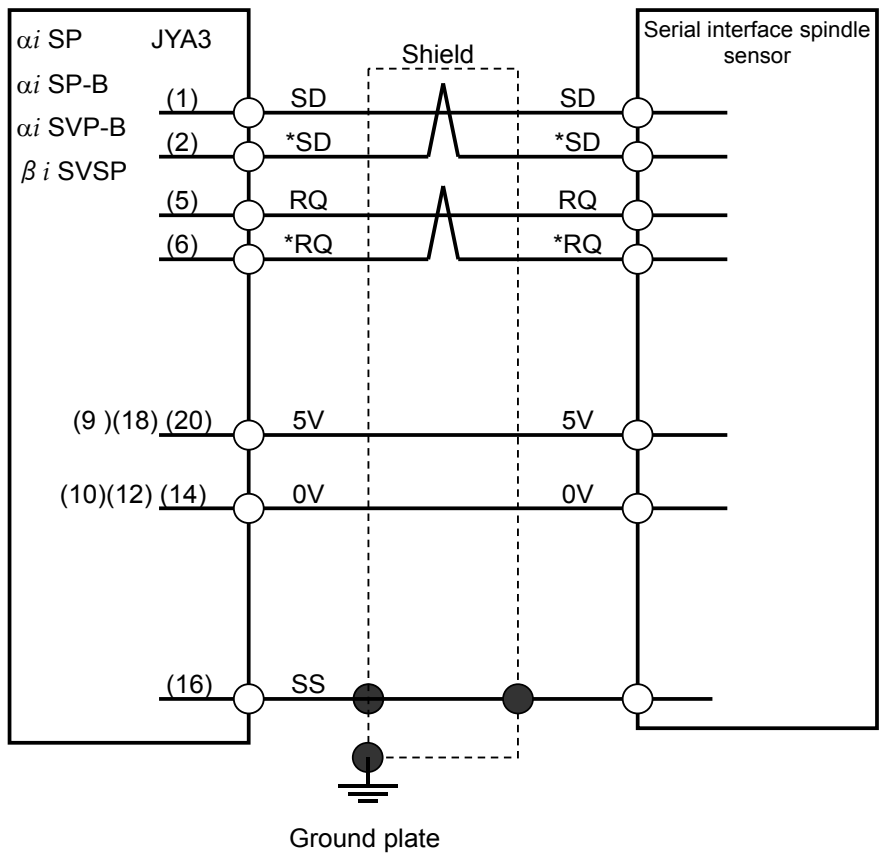 αi SP JYA3
αi SP-B
αi SVP-B
β i SVSP
Shield
Serial interface spindle
sensor
(1) SD SD
(2) *SD *SD
(5) RQ RQ
(6) *RQ *RQ
(9 )(18) (20) 5V 5V
(10)(12) (14) 0V 0V
(16) SS
Ground plate